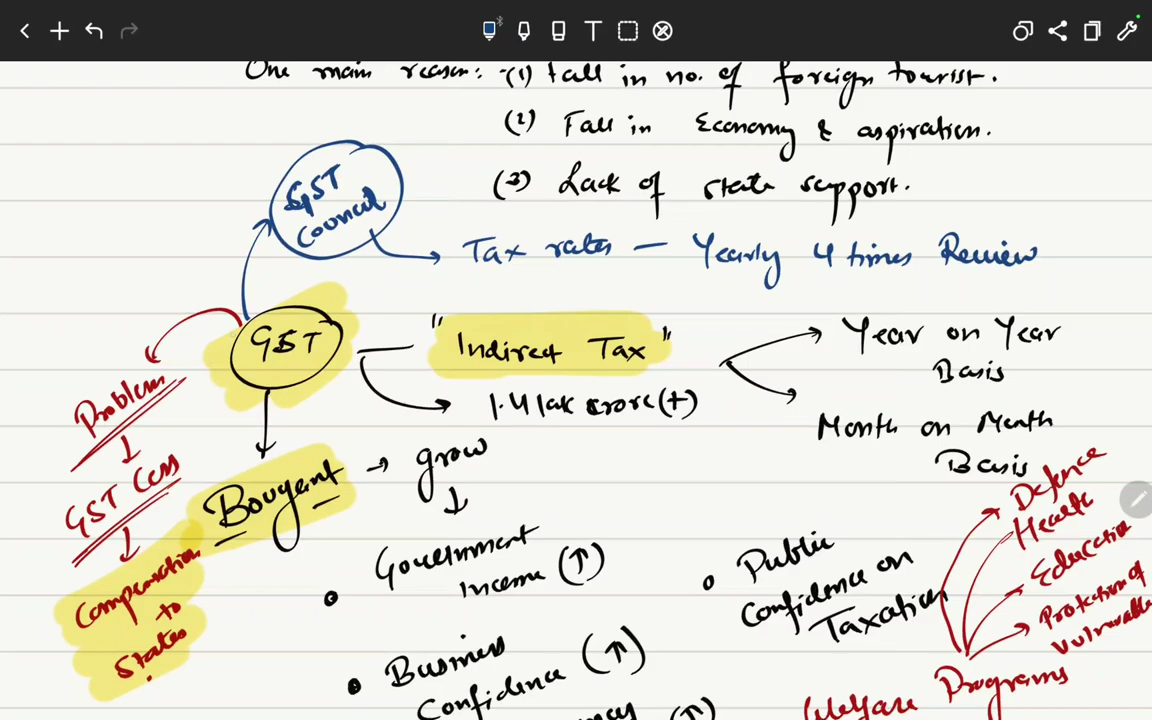 One main reason: (1) Fall in no. of foreign tourist.
(2) Fall in Economy & aspiration.
(3) Lack of state support.
GST
Council
Tax rates — Yearly 4 times Review
GST
"Indirect Tax"
Year on Year
Basis
1.4 lak crore (+)
Month on Month
Basis
Problem
GST Cess
Compensation
to
States
Bouyant → grow
Government
Income (↑)
Business
Confidence (↑)
(↑)
Public
Confidence on
Taxation
Defence
Health
Education
Protection of
Vulnarable
Welfare Programs